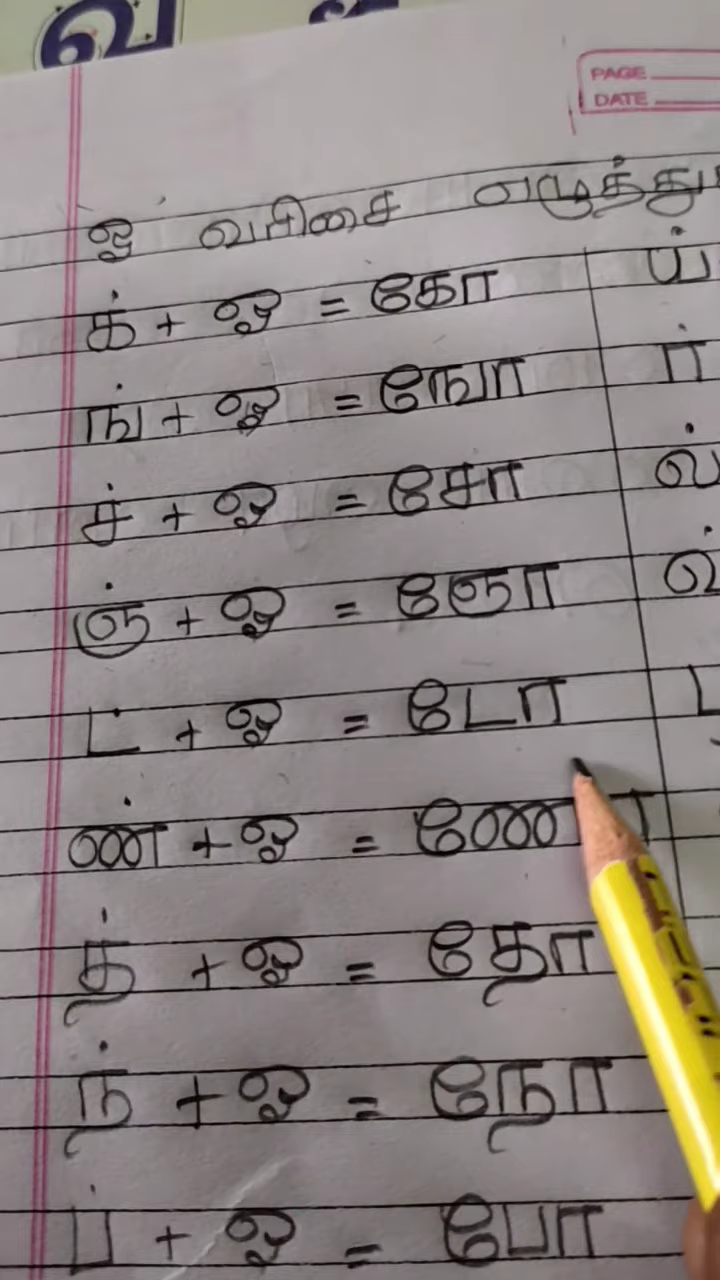 வ
PAGE
DATE
ஓ வரிசை எழுத்து
க் + ஓ = கோ
ங் + ஓ = ஙோ
ச் + ஓ = சோ
ஞ் + ஓ = ஞோ
ட் + ஓ = டோ
ண் + ஓ = ணோ
த் + ஓ = தோ
ந் + ஓ = நோ
ப் + ஓ = போ
ய்
ர்
ல்
வ்